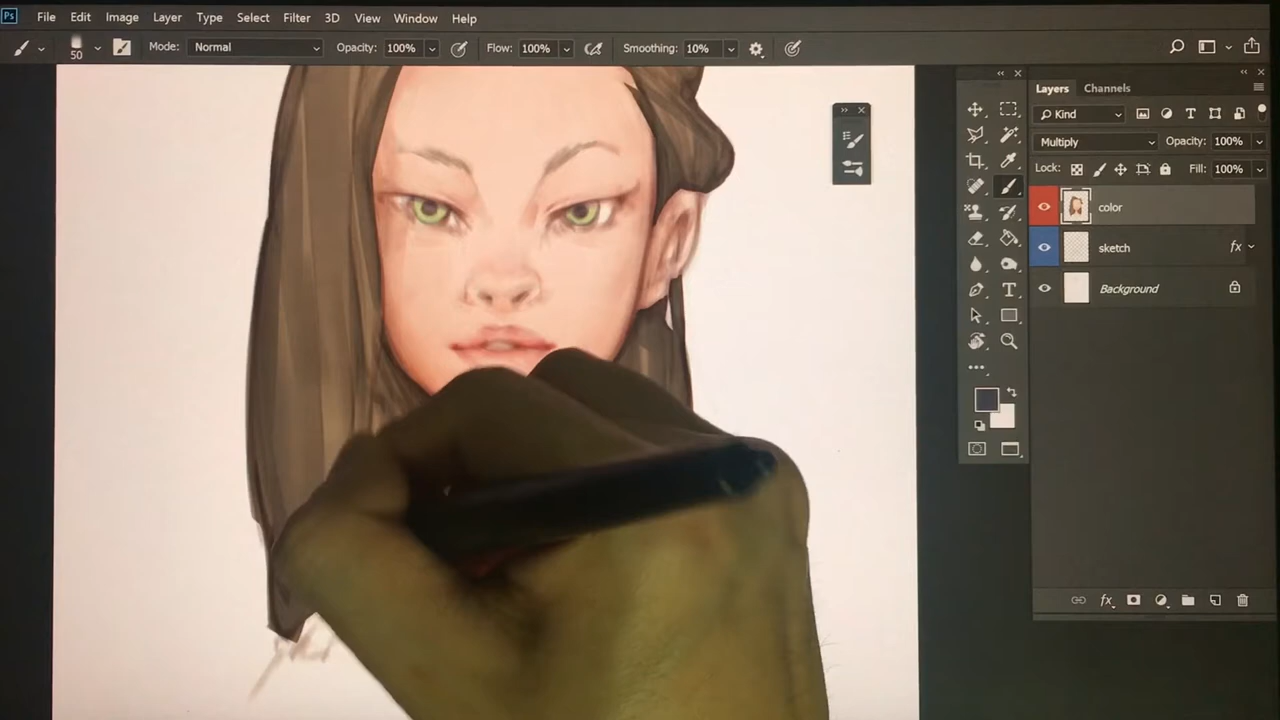 Ps File Edit Image Layer Type Select Filter 3D View Window Help
50 Mode: Normal Opacity: 100% Flow: 100% Smoothing: 10%
Layers Channels
Kind
Multiply Opacity: 100%
Lock: Fill: 100%
color
sketch fx
Background
fx